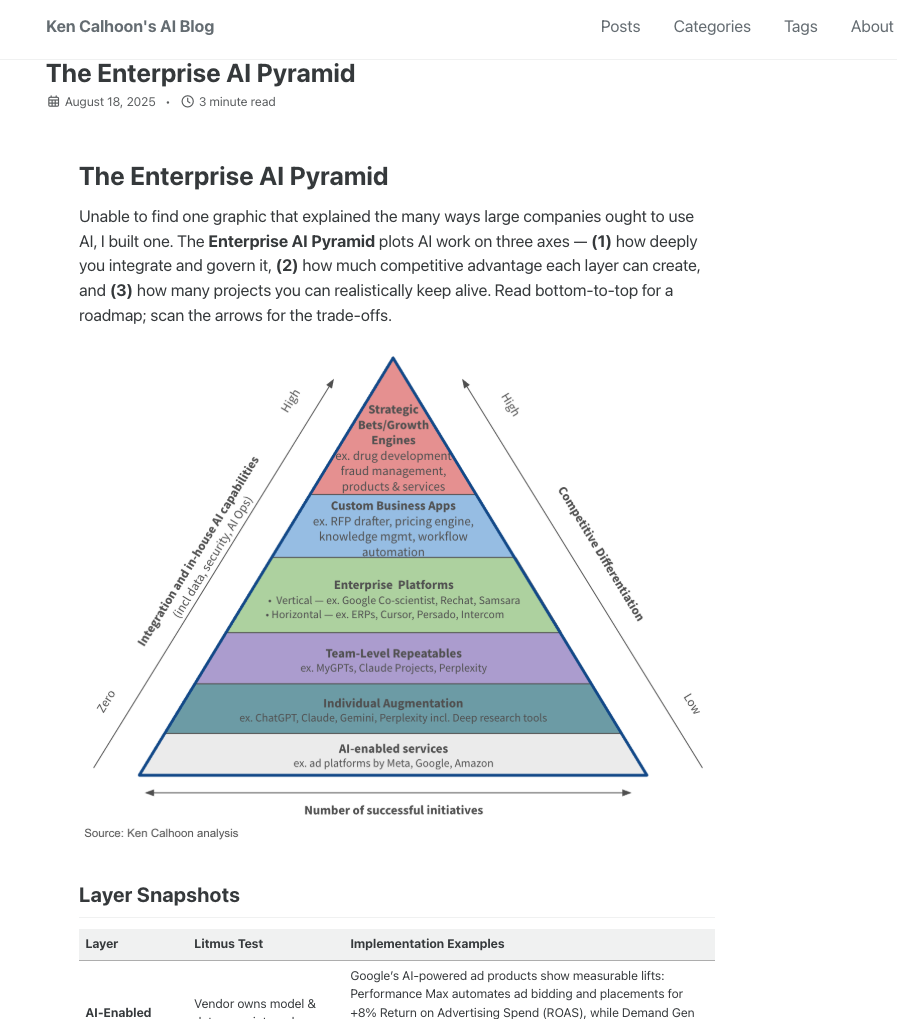 Ken Calhoon's AI Blog
Posts
Categories
Tags
About
The Enterprise AI Pyramid
August 18, 2025 • 3 minute read
The Enterprise AI Pyramid
Unable to find one graphic that explained the many ways large companies ought to use
AI, I built one. The Enterprise AI Pyramid plots AI work on three axes — (1) how deeply
you integrate and govern it, (2) how much competitive advantage each layer can create,
and (3) how many projects you can realistically keep alive. Read bottom-to-top for a
roadmap; scan the arrows for the trade-offs.
High
Integration and in-house AI capabilities
(incl data, security, AI Ops)
Zero
Strategic
Bets/Growth
Engines
ex. drug development,
fraud management,
products & services
Custom Business Apps
ex. RFP drafter, pricing engine,
knowledge mgmt, workflow
automation
Enterprise Platforms
• Vertical — ex. Google Co-scientist, Rechat, Samsara
• Horizontal — ex. ERPs, Cursor, Persado, Intercom
Team-Level Repeatables
ex. MyGPTs, Claude Projects, Perplexity
Individual Augmentation
ex. ChatGPT, Claude, Gemini, Perplexity incl. Deep research tools
AI-enabled services
ex. ad platforms by Meta, Google, Amazon
High
Competitive Differentiation
Low
Number of successful initiatives
Source: Ken Calhoon analysis
Layer Snapshots
Layer
Litmus Test
Implementation Examples
AI-Enabled
Vendor owns model &
Google's AI-powered ad products show measurable lifts:
Performance Max automates ad bidding and placements for
+8% Return on Advertising Spend (ROAS), while Demand Gen